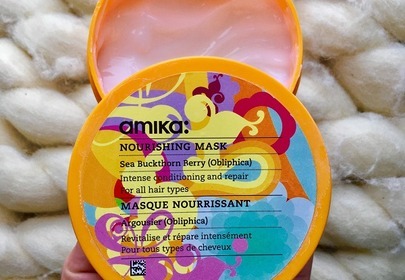 amika:
NOURISHING MASK
Sea Buckthorn Berry (Obliphica)
Intense conditioning and repair
for all hair types
MASQUE NOURRISSANT
Argousier (Obliphica)
Revitalise et répare intensément
Pour tous types de cheveux